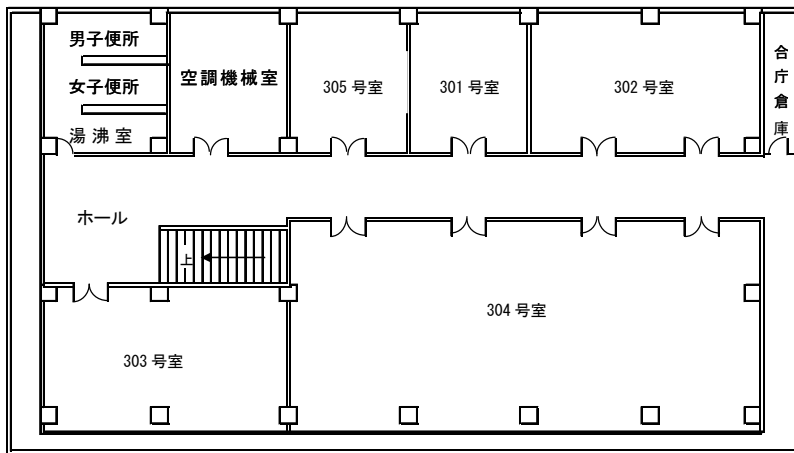 男子便所
女子便所
湯沸室
空調機械室
305 号室
301 号室
302 号室
合庁倉庫
ホール
上
304 号室
303 号室